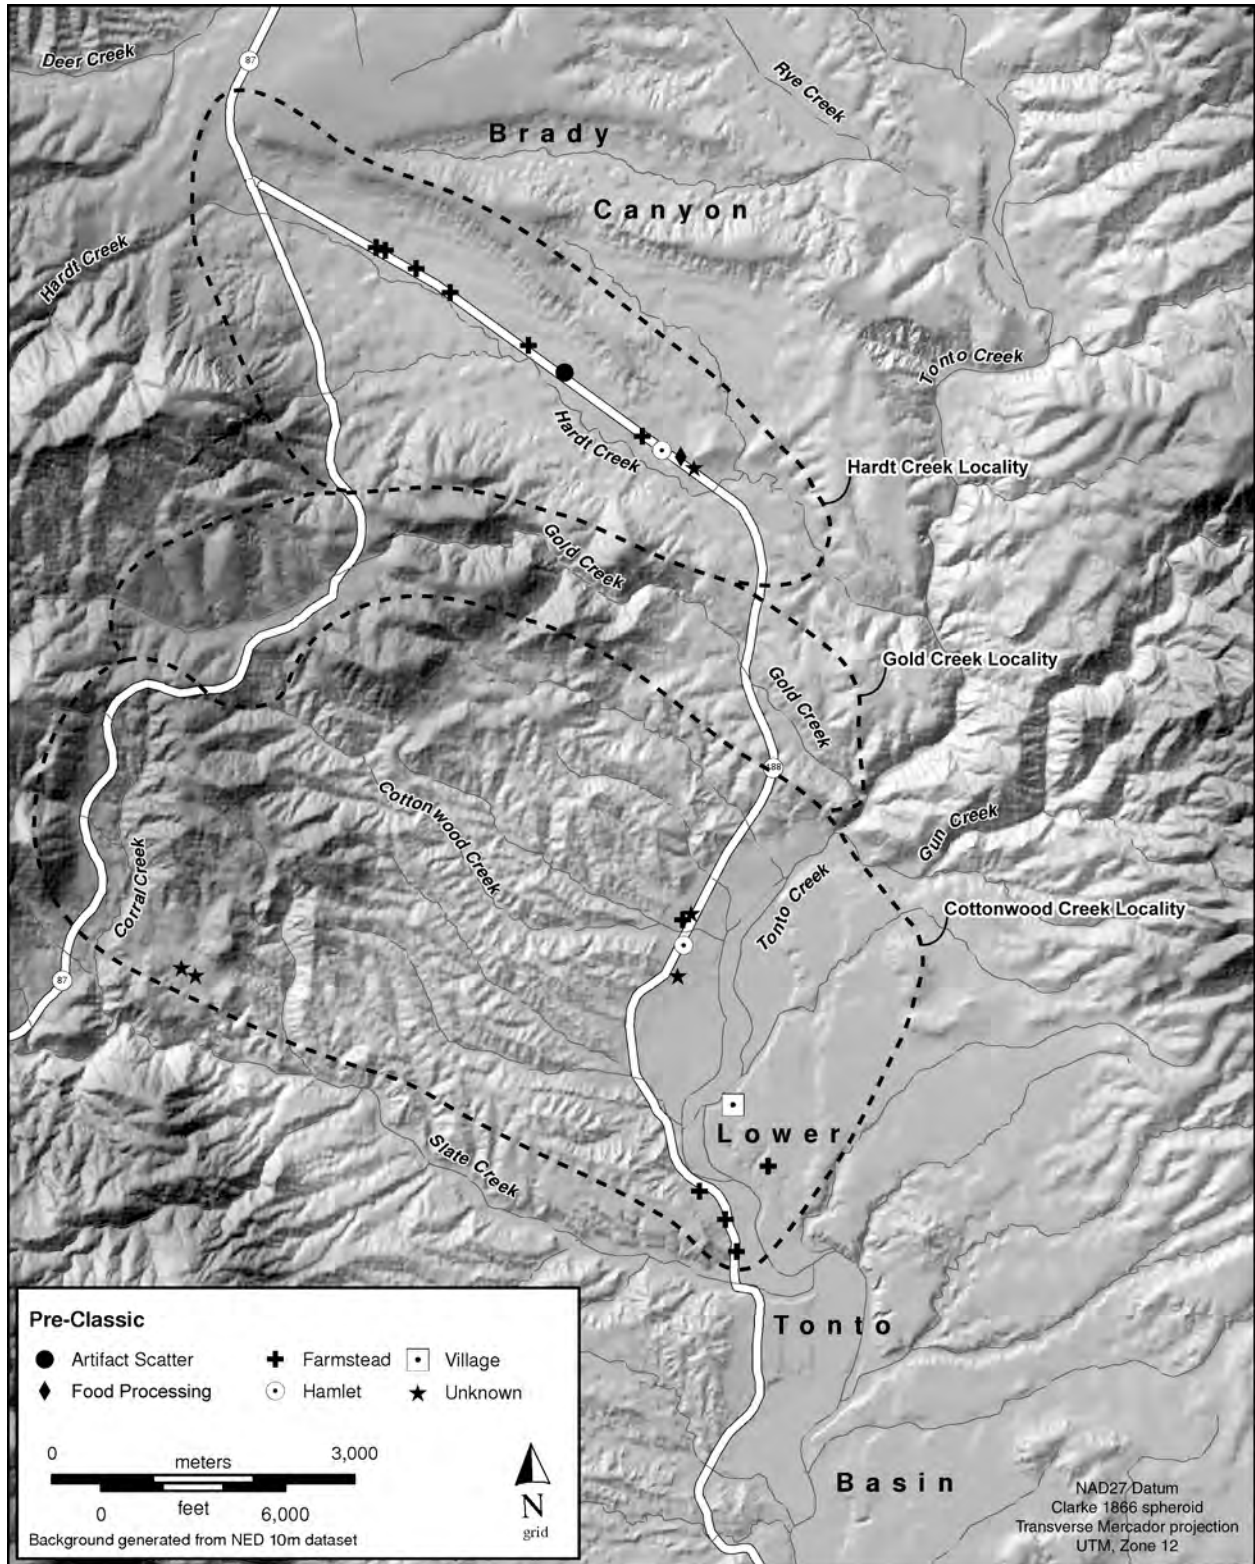 Deer Creek
87
Rye Creek
Brady
Canyon
Hardt Creek
Tonto Creek
Hardt Creek
Hardt Creek Locality
Gold Creek
Gold Creek Locality
Gold Creek
188
Cottonwood Creek
Gun Creek
Tonto Creek
Corral Creek
Cottonwood Creek Locality
87
Lower
Slate Creek
Tonto
Basin
Pre-Classic
Artifact Scatter
Farmstead
Village
Food Processing
Hamlet
Unknown
0 3,000
meters
feet
0 6,000
N
grid
Background generated from NED 10m dataset
NAD27 Datum
Clarke 1866 spheroid
Transverse Mercador projection
UTM, Zone 12